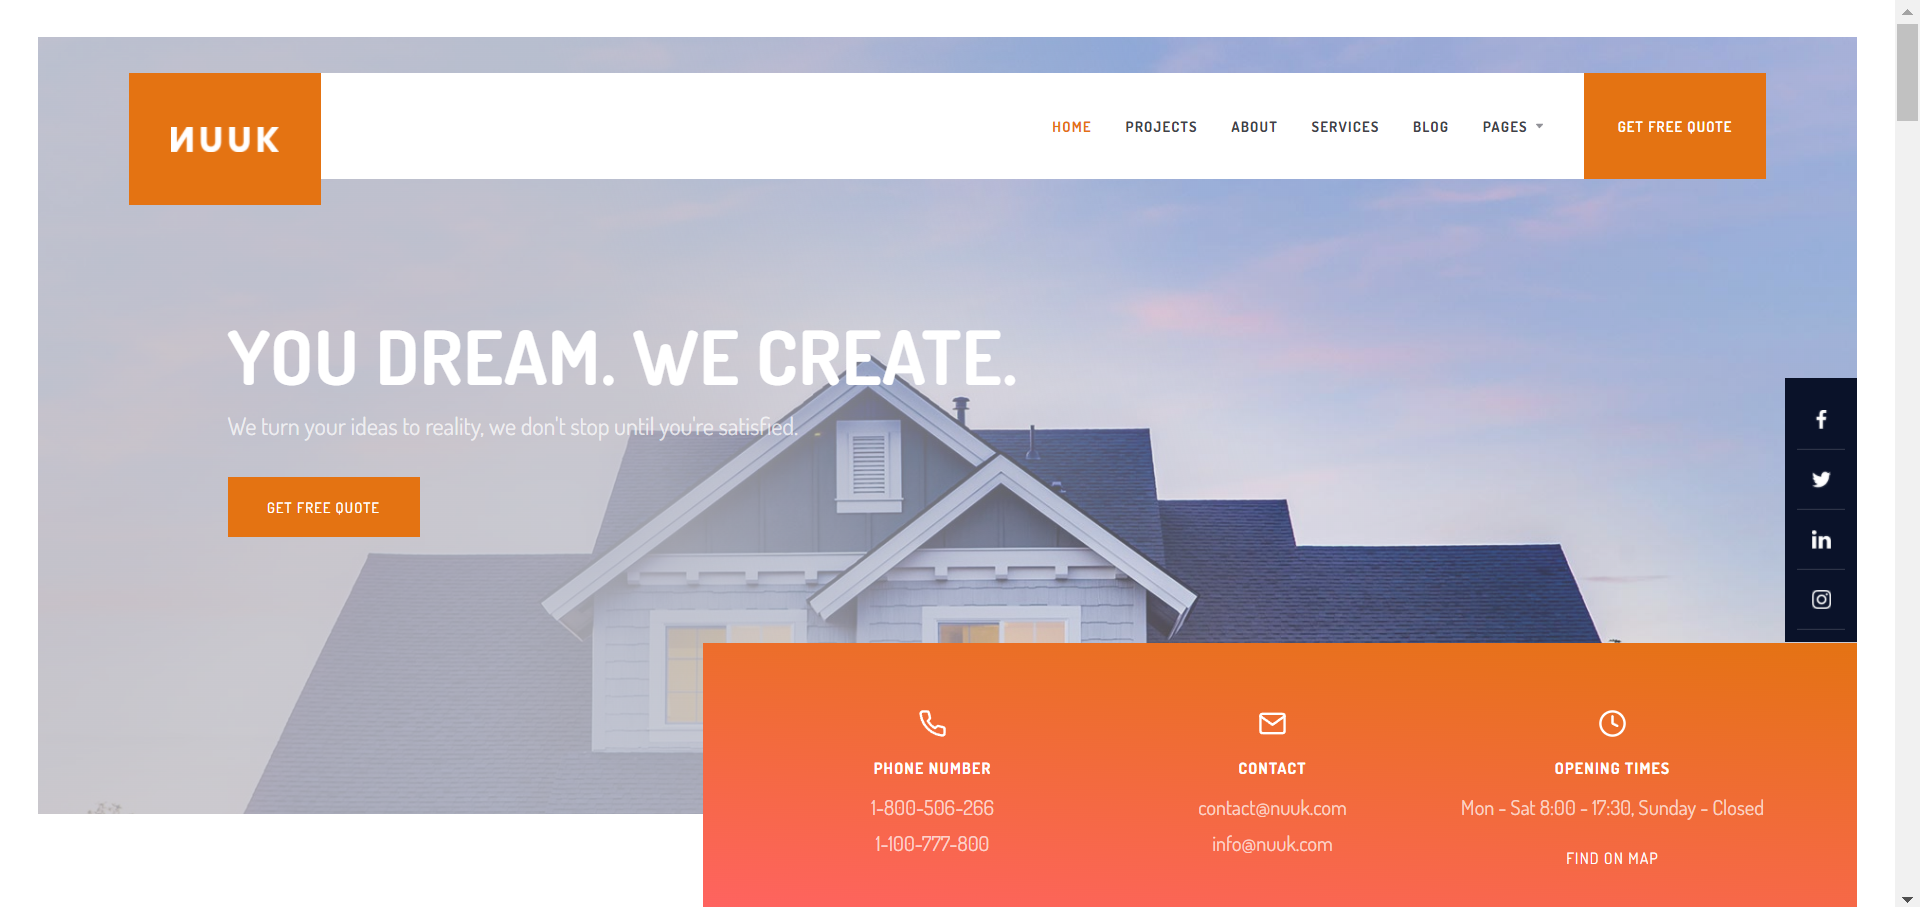 NUUK
HOME PROJECTS ABOUT SERVICES BLOG PAGES
GET FREE QUOTE
YOU DREAM. WE CREATE.
We turn your ideas to reality, we don't stop until you're satisfied.
GET FREE QUOTE
PHONE NUMBER
1-800-506-266
1-100-777-800
CONTACT
contact@nuuk.com
info@nuuk.com
OPENING TIMES
Mon - Sat 8:00 - 17:30, Sunday - Closed
FIND ON MAP